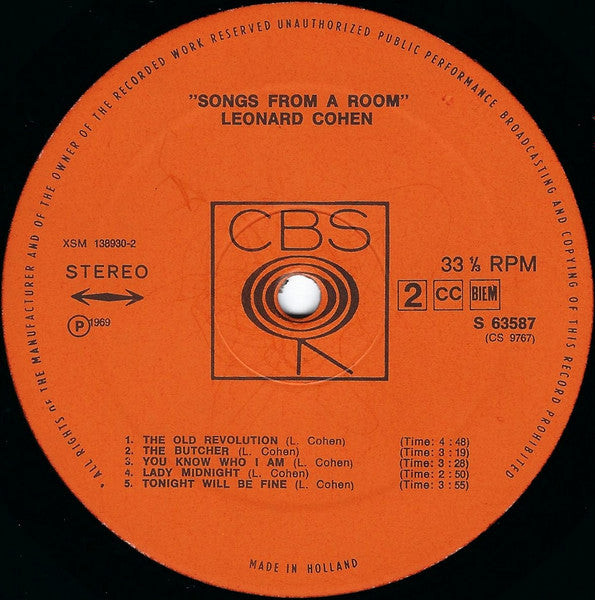 * ALL RIGHTS OF THE MANUFACTURER AND OF THE OWNER OF THE RECORDED WORK RESERVED UNAUTHORIZED PUBLIC PERFORMANCE BROADCASTING AND COPYING OF THIS RECORD PROHIBITED
"SONGS FROM A ROOM"
LEONARD COHEN
CBS
XSM 138930-2
STEREO
Ⓟ1969
33 ⅓ RPM
2 CC BIEM
S 63587
(CS 9767)
1. THE OLD REVOLUTION (L. Cohen) (Time: 4 : 48)
2. THE BUTCHER (L. Cohen) (Time: 3 : 19)
3. YOU KNOW WHO I AM (L. Cohen) (Time: 3 : 28)
4. LADY MIDNIGHT (L. Cohen) (Time: 2 : 50)
5. TONIGHT WILL BE FINE (L. Cohen) (Time: 3 : 55)
MADE IN HOLLAND